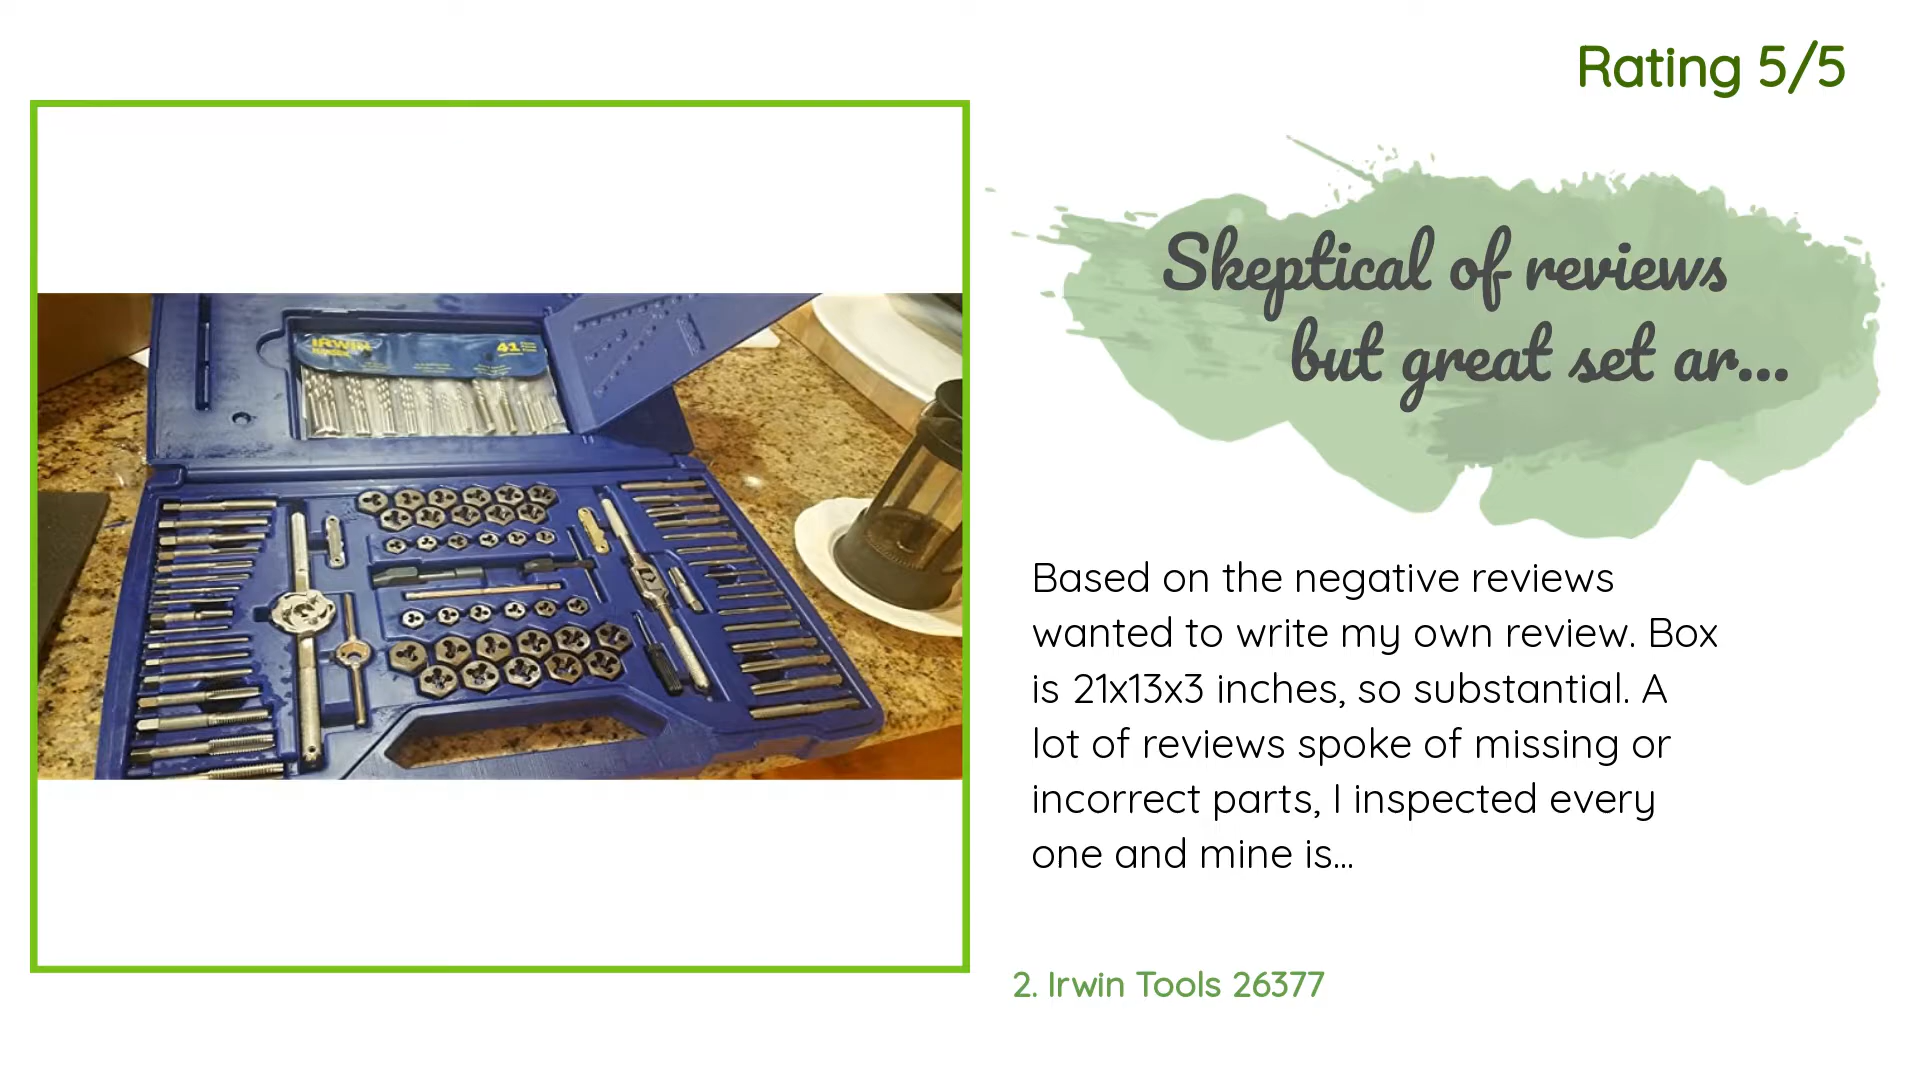 Rating 5/5
Skeptical of reviews
but great set ar...
IRWIN
41
Based on the negative reviews
wanted to write my own review. Box
is 21x13x3 inches, so substantial. A
lot of reviews spoke of missing or
incorrect parts, I inspected every
one and mine is...
2. Irwin Tools 26377